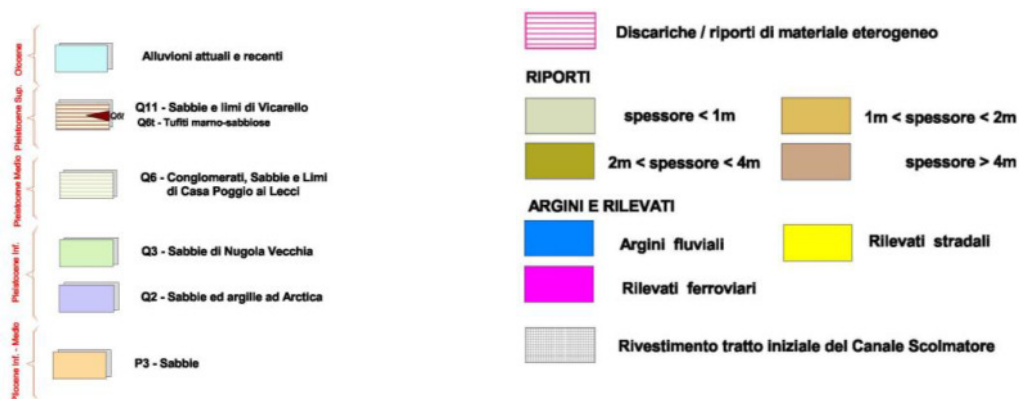 Olocene
Alluvioni attuali e recenti
Pleistocene Sup.
Q11 - Sabbie e limi di Vicarello
Q6t
Q6t - Tufiti marno-sabbiose
Pleistocene Medio
Q6 - Conglomerati, Sabbie e Limi
di Casa Poggio ai Lecci
Pleistocene Inf.
Q3 - Sabbie di Nugola Vecchia
Q2 - Sabbie ed argille ad Arctica
Pliocene Inf. - Medio
P3 - Sabbie
Discariche / riporti di materiale eterogeneo
RIPORTI
spessore < 1m
1m < spessore < 2m
2m < spessore < 4m
spessore > 4m
ARGINI E RILEVATI
Argini fluviali
Rilevati stradali
Rilevati ferroviari
Rivestimento tratto iniziale del Canale Scolmatore